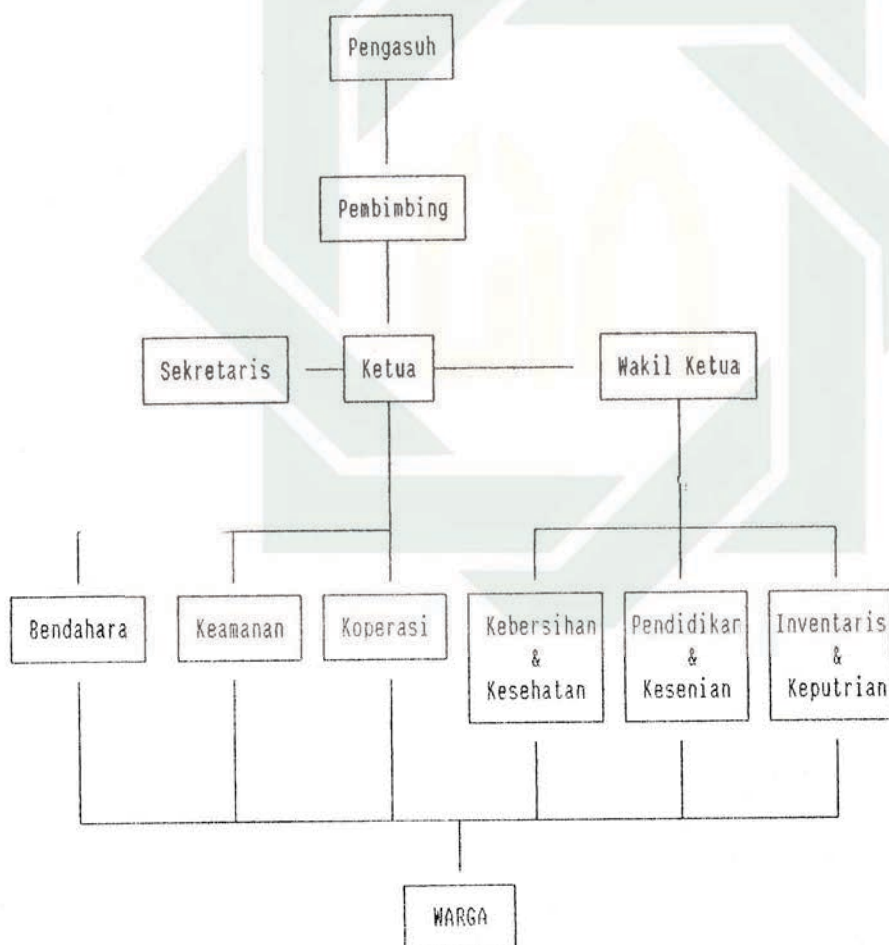 Pengasuh
Pembimbing
Sekretaris
Ketua
Wakil Ketua
Bendahara
Keamanan
Koperasi
Kebersihan
&
Kesehatan
Pendidikan
&
Kesenian
Inventaris
&
Keputrian
WARGA